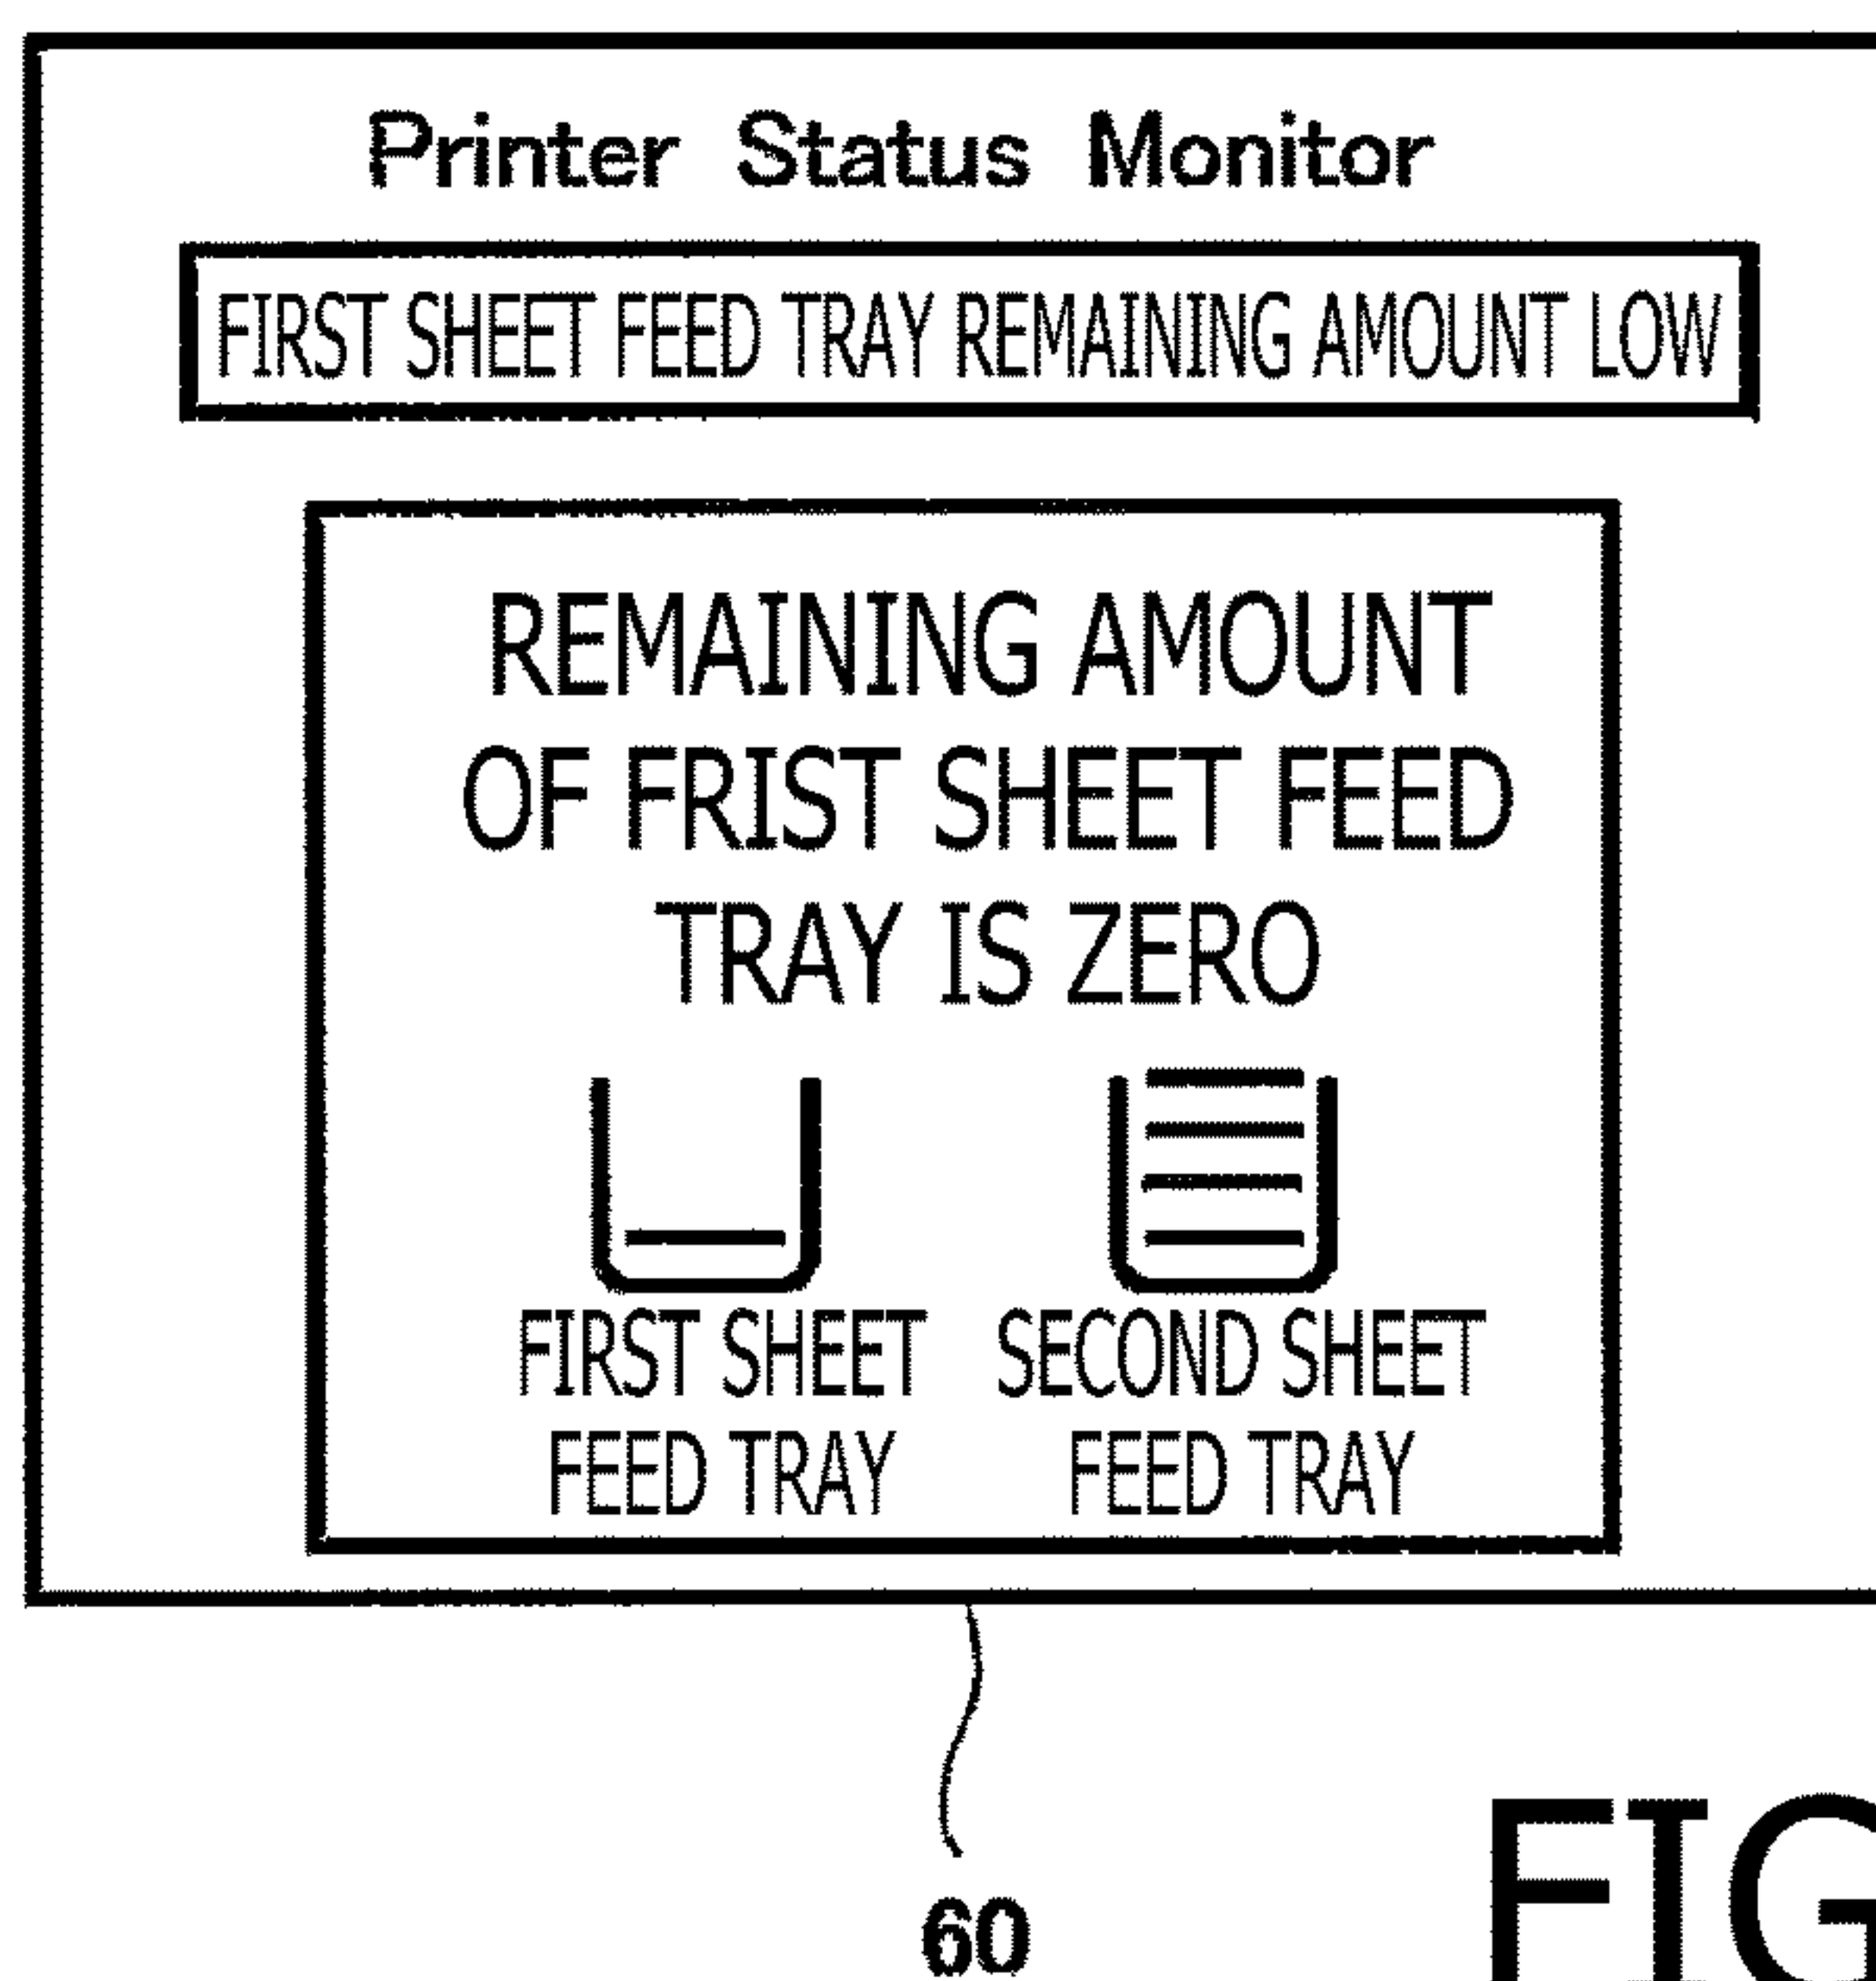 Printer Status Monitor
FIRST SHEET FEED TRAY REMAINING AMOUNT LOW
REMAINING AMOUNT
OF FRIST SHEET FEED
TRAY IS ZERO
FIRST SHEET SECOND SHEET
FEED TRAY FEED TRAY
60
FIG